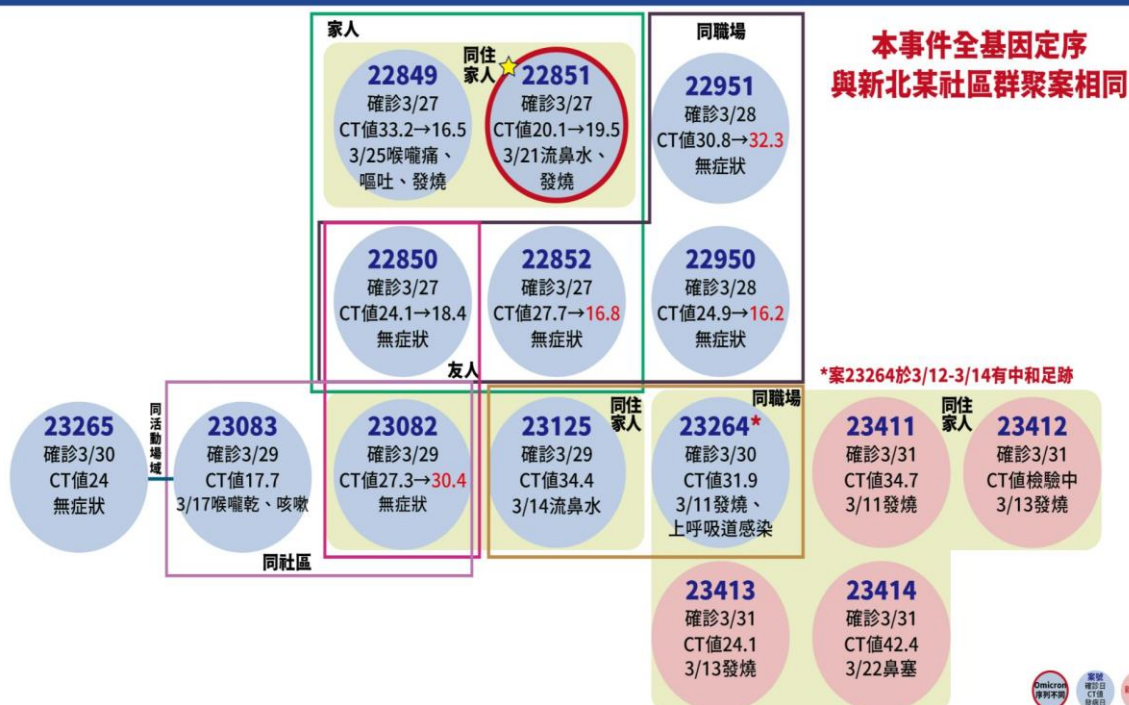 本事件全基因定序
與新北某社區群聚案相同
家人
同住
家人
同職場
22849
確診3/27
CT值33.2→16.5
3/25喉嚨痛、
嘔吐、發燒
22851
確診3/27
CT值20.1→19.5
3/21流鼻水、
發燒
22951
確診3/28
CT值30.8→32.3
無症狀
22850
確診3/27
CT值24.1→18.4
無症狀
22852
確診3/27
CT值27.7→16.8
無症狀
22950
確診3/28
CT值24.9→16.2
無症狀
友人
*案23264於3/12-3/14有中和足跡
23265
確診3/30
CT值24
無症狀
同活動場域
23083
確診3/29
CT值17.7
3/17喉嚨乾、咳嗽
同社區
23082
確診3/29
CT值27.3→30.4
無症狀
23125
確診3/29
CT值34.4
3/14流鼻水
同住
家人
同職場
23264*
確診3/30
CT值31.9
3/11發燒、
上呼吸道感染
23411
確診3/31
CT值34.7
3/11發燒
同住
家人
23412
確診3/31
CT值檢驗中
3/13發燒
23413
確診3/31
CT值24.1
3/13發燒
23414
確診3/31
CT值42.4
3/22鼻塞
Omicron
序列不同
案號
確診日
CT值
發病日